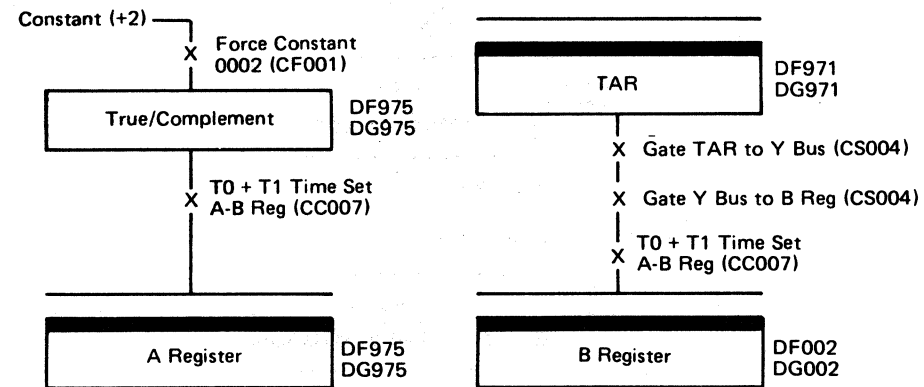 Constant (+2)
Force Constant
0002 (CF001)
True/Complement
DF975
DG975
T0 + T1 Time Set
A-B Reg (CC007)
A Register
DF975
DG975
TAR
DF971
DG971
Gate TAR to Y Bus (CS004)
Gate Y Bus to B Reg (CS004)
T0 + T1 Time Set
A-B Reg (CC007)
B Register
DF002
DG002